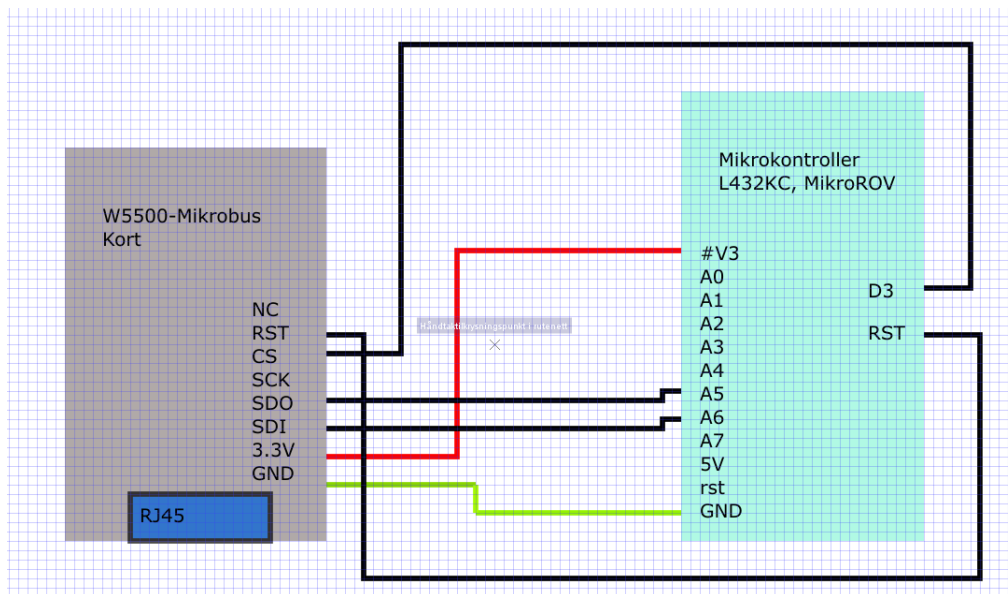 Mikrokontroller
L432KC, MikroROV
W5500-Mikrobus
Kort
NC
RST
CS
SCK
SDO
SDI
3.3V
GND
RJ45
#V3
A0
A1
A2
A3
A4
A5
A6
A7
5V
rst
GND
D3
RST
i rutenett